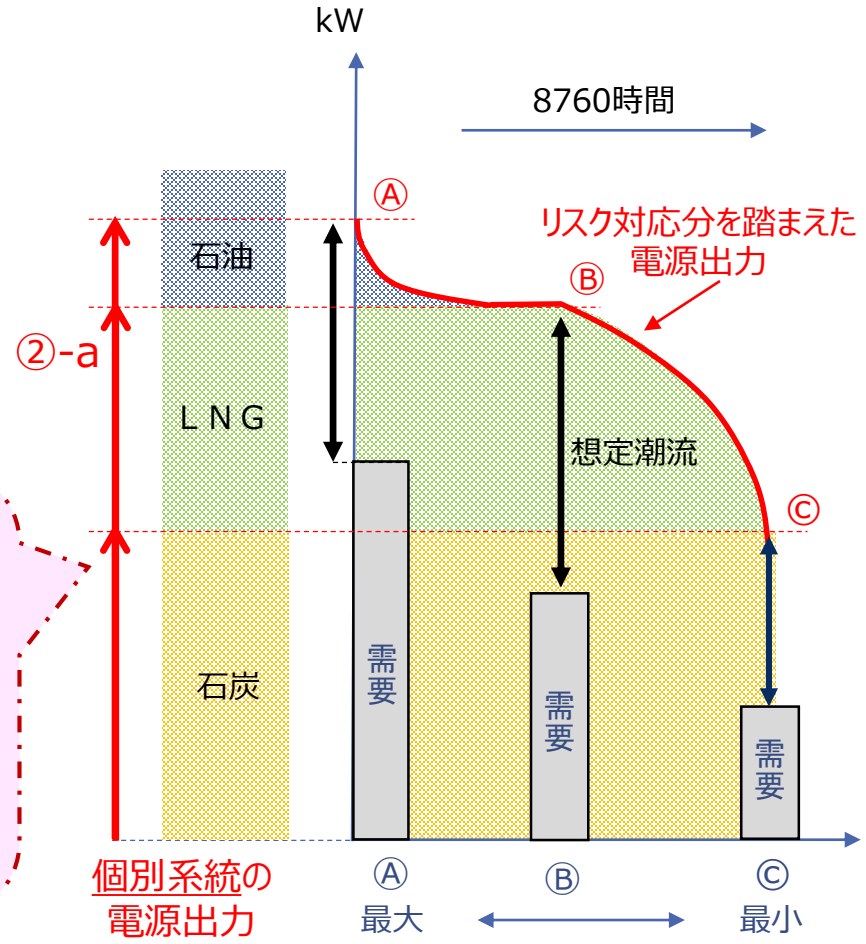 kW
8760時間
Ⓐ
リスク対応分を踏まえた
電源出力
石油
Ⓑ
②-a
ＬＮＧ
想定潮流
Ⓒ
石炭
需要
需要
需要
個別系統の
電源出力
Ⓐ
最大
Ⓑ
Ⓒ
最小